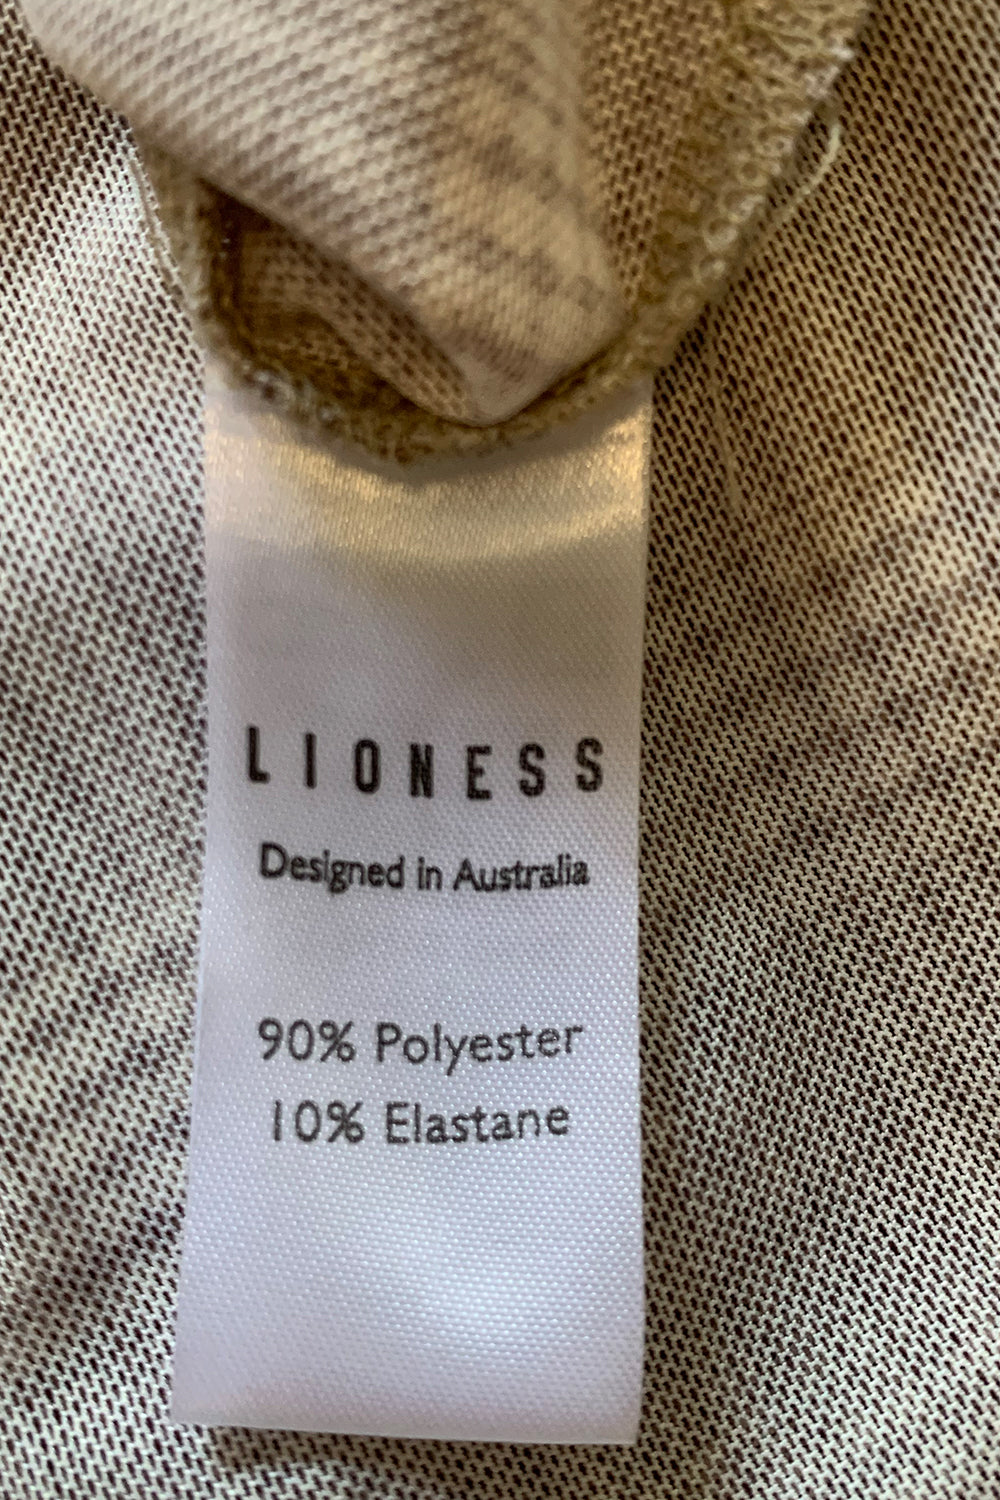 LIONESS
Designed in Australia
90% Polyester
10% Elastane